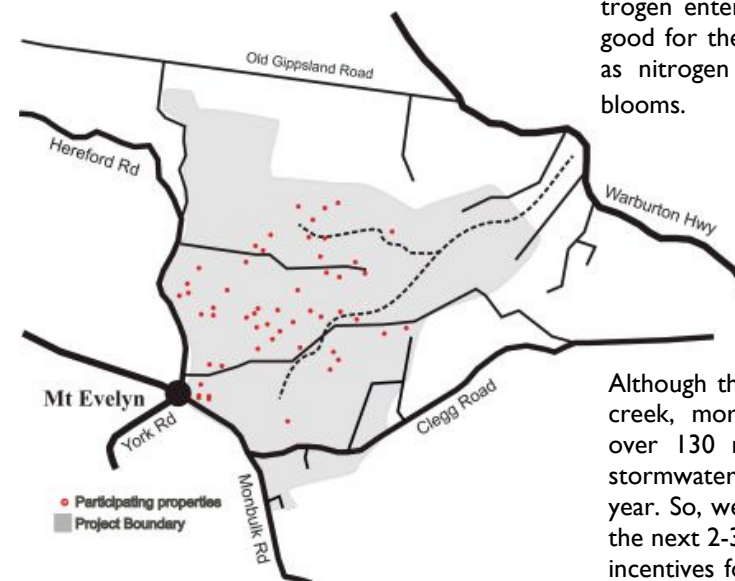 trogen enter
good for the
as nitrogen
blooms.
Old Gippsland Road
Hereford Rd
Warburton Hwy
Mt Evelyn
York Rd
Clegg Road
Monbulk Rd
Participating properties
Project Boundary
Although th
creek, mor
over 130 r
stormwater
year. So, we
the next 2-3
incentives fo